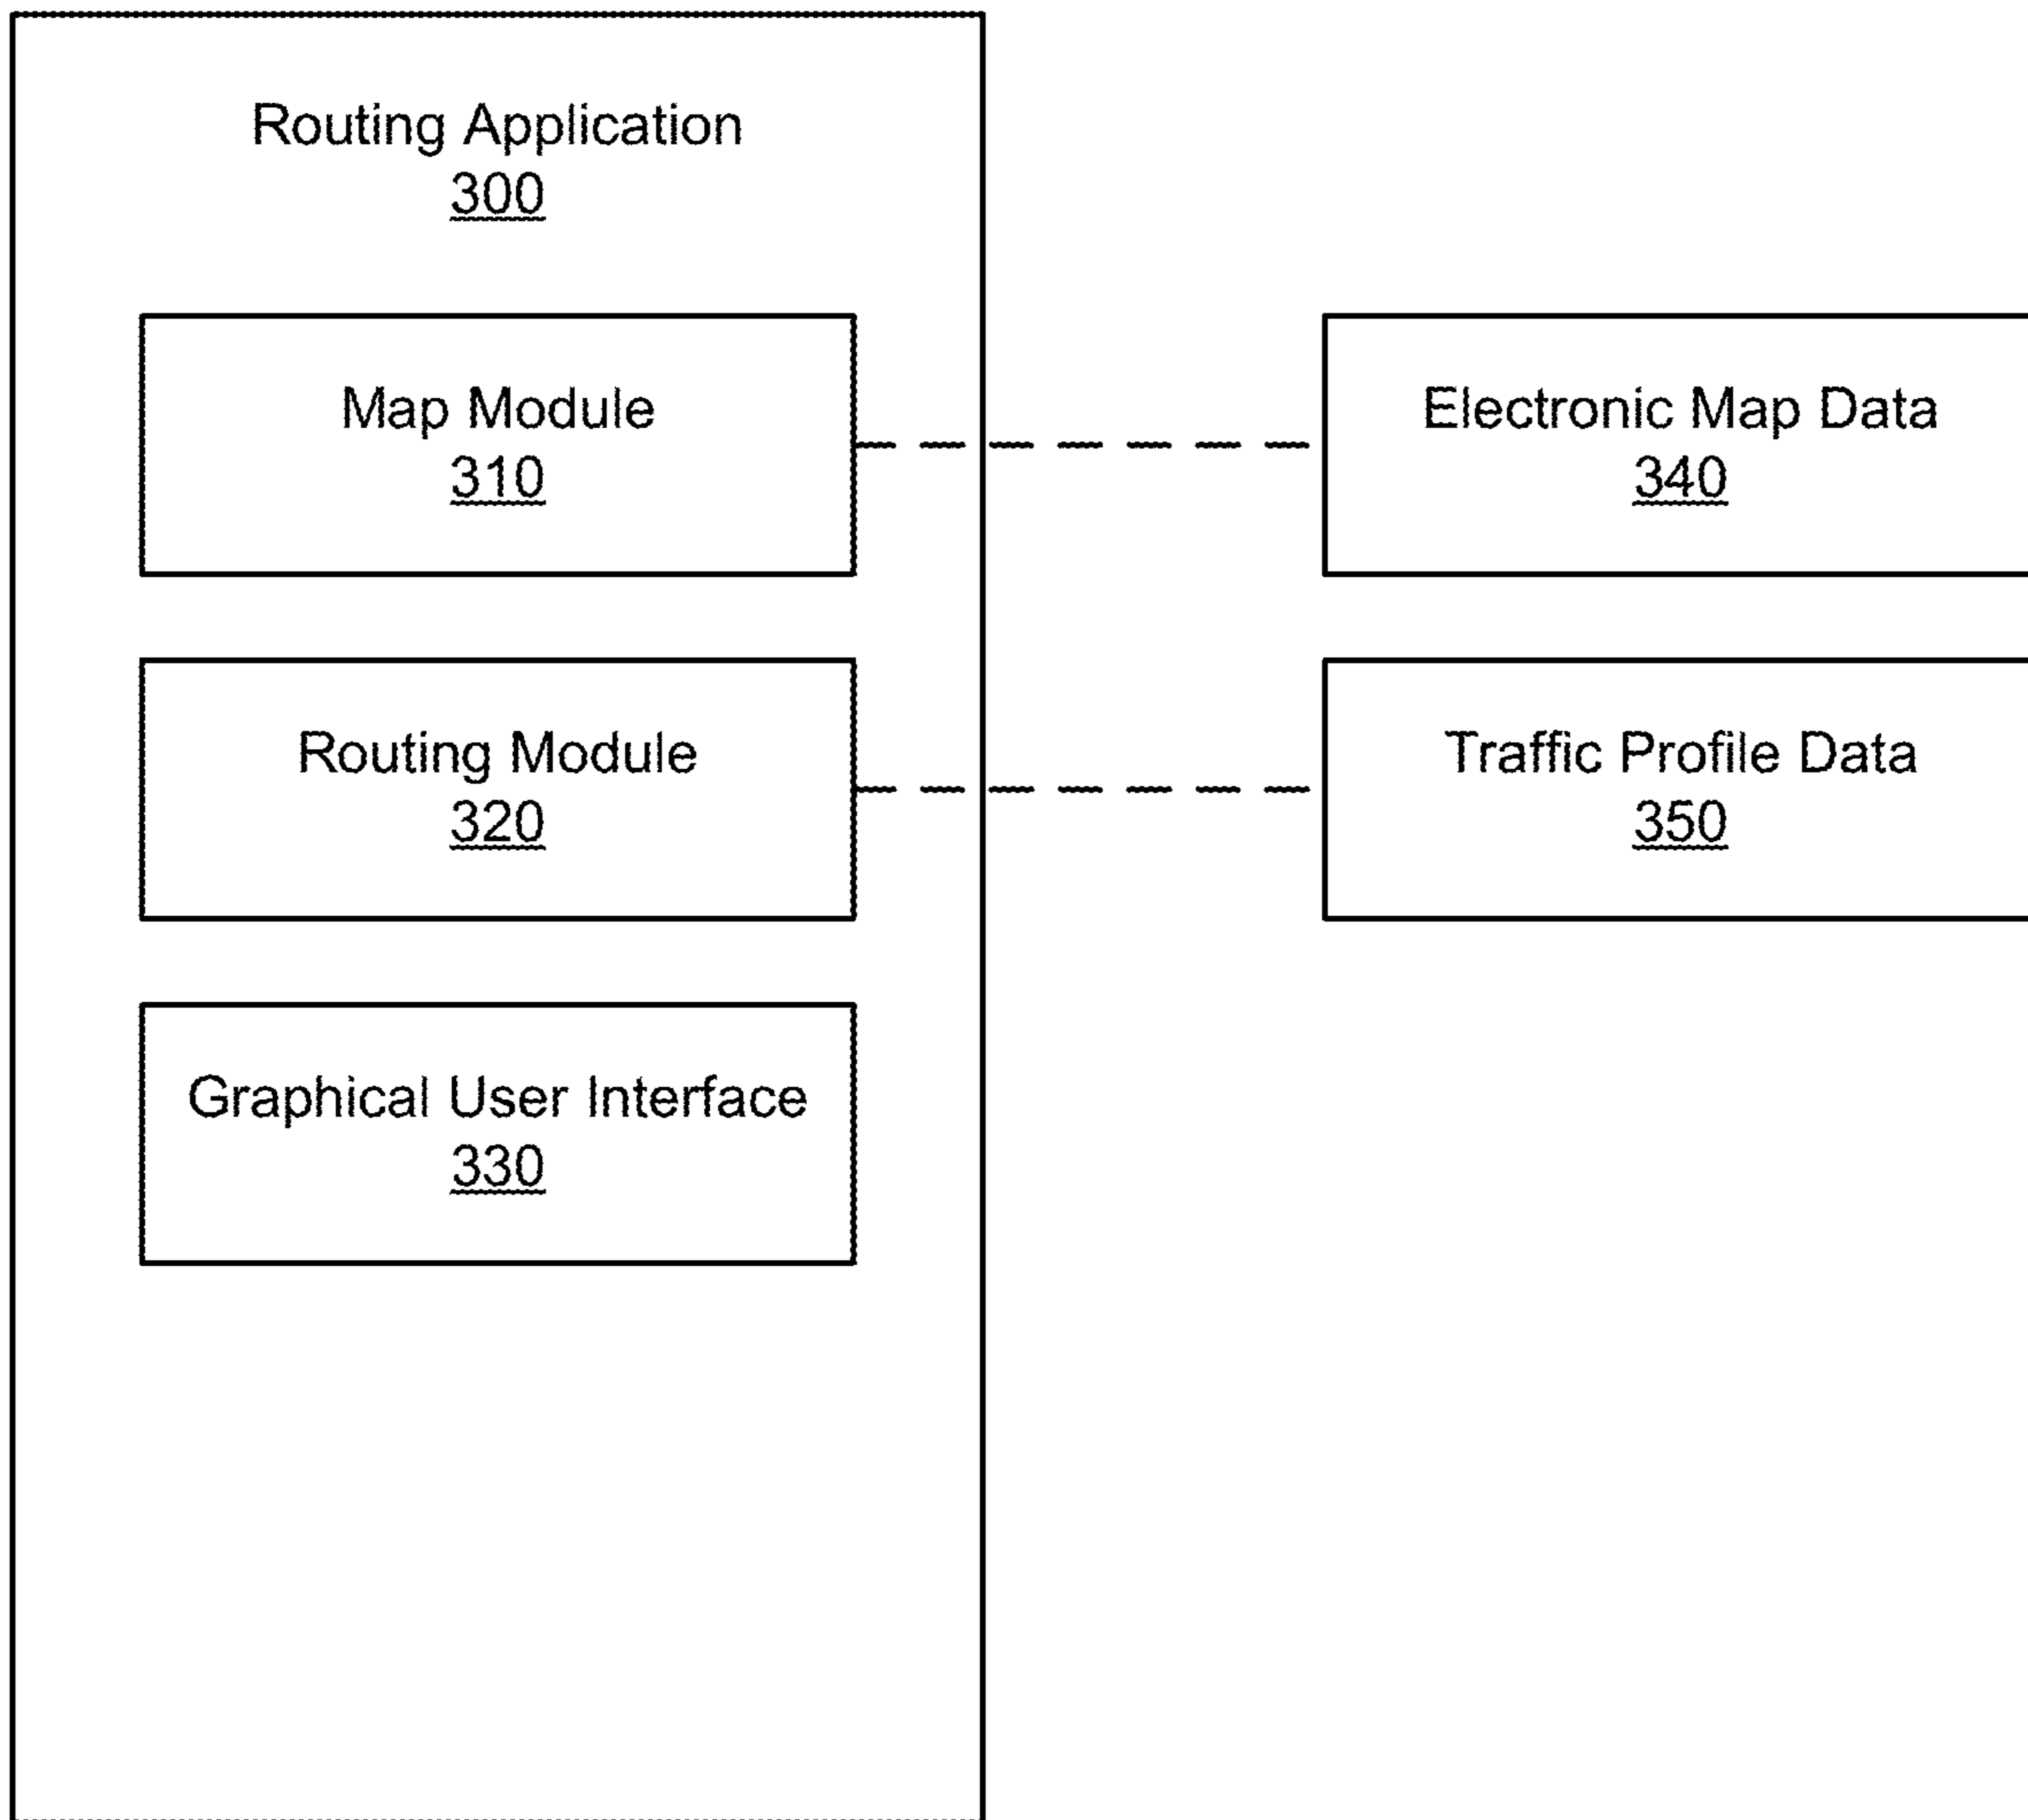 Routing Application
300
Map Module
310
Electronic Map Data
340
Routing Module
320
Traffic Profile Data
350
Graphical User Interface
330